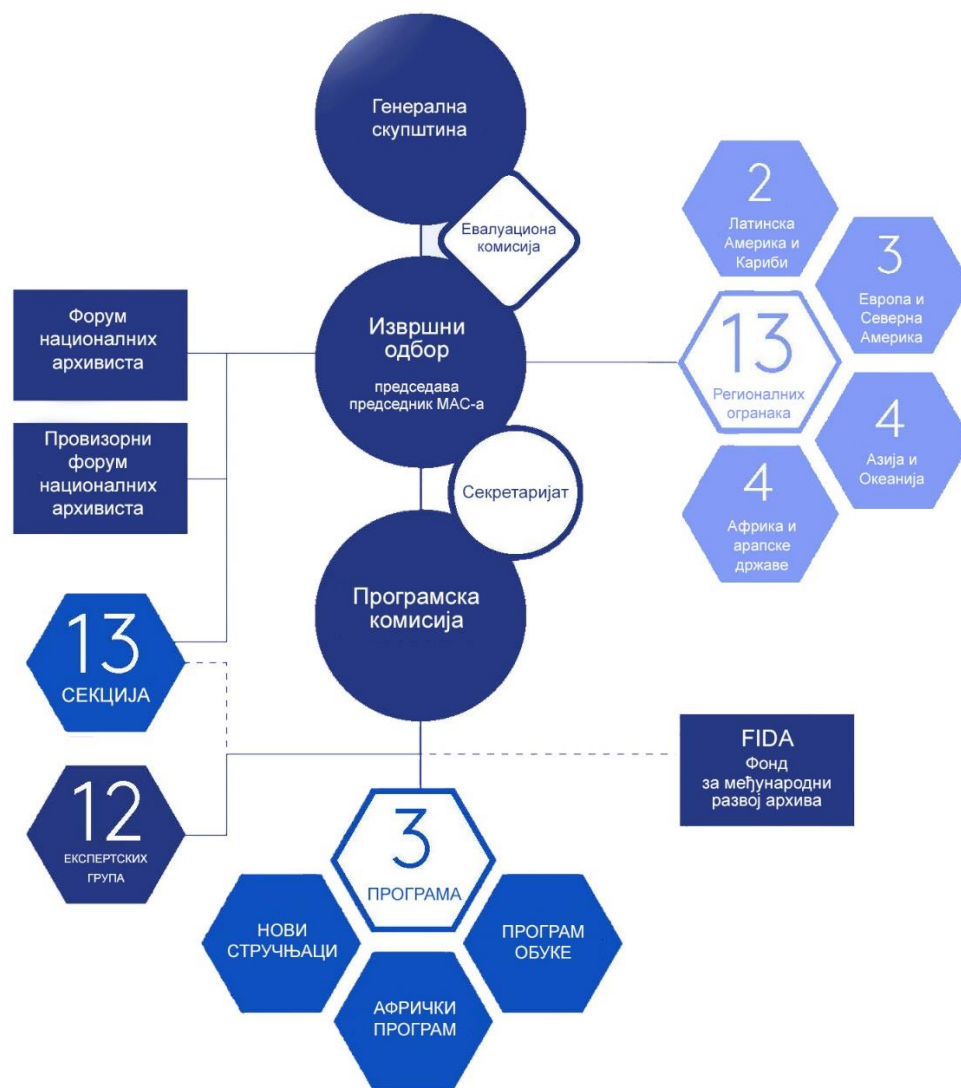 Генерална
скупштина
Евалуациона
комисија
Извршни
одбор
председава
председник МАС-а
Секретаријат
Програмска
комисија
Форум
националних
архивиста
Провизорни
форум
националних
архивиста
13
СЕКЦИЈА
12
ЕКСПЕРТСКИХ
ГРУПА
2
Латинска
Америка и
Кариби
3
Европа и
Северна
Америка
13
Регионалних
огранака
4
Азија и
Океанија
4
Африка и
арапске
државе
FIDA
Фонд
за међународни
развој архива
3
ПРОГРАМА
НОВИ
СТРУЧЊАЦИ
АФРИЧКИ
ПРОГРАМ
ПРОГРАМ
ОБУКЕ